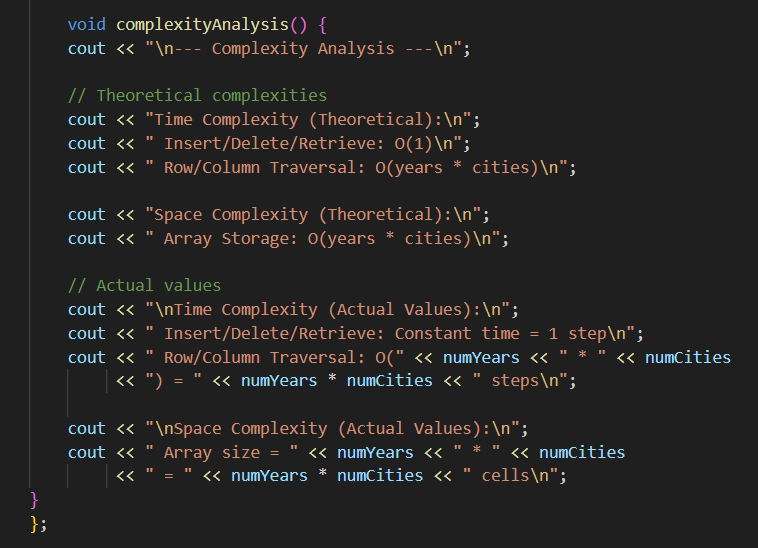 void complexityAnalysis() {
cout << "\n--- Complexity Analysis ---\n";
// Theoretical complexities
cout << "Time Complexity (Theoretical):\n";
cout << " Insert/Delete/Retrieve: O(1)\n";
cout << " Row/Column Traversal: O(years * cities)\n";
cout << "Space Complexity (Theoretical):\n";
cout << " Array Storage: O(years * cities)\n";
// Actual values
cout << "\nTime Complexity (Actual Values):\n";
cout << " Insert/Delete/Retrieve: Constant time = 1 step\n";
cout << " Row/Column Traversal: O(" << numYears << " * " << numCities
<< ") = " << numYears * numCities << " steps\n";
cout << "\nSpace Complexity (Actual Values):\n";
cout << " Array size = " << numYears << " * " << numCities
<< " = " << numYears * numCities << " cells\n";
}
};